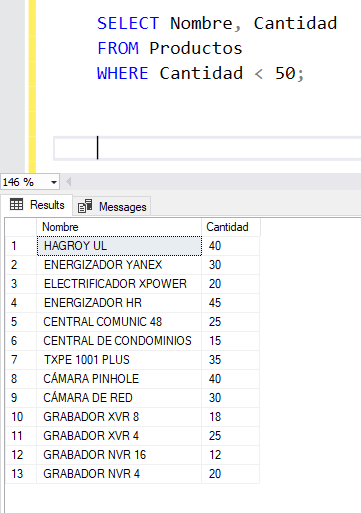 SELECT Nombre, Cantidad
FROM Productos
WHERE Cantidad < 50;
146 %
Results Messages
Nombre Cantidad
1 HAGROY UL 40
2 ENERGIZADOR YANEX 30
3 ELECTRIFICADOR XPOWER 20
4 ENERGIZADOR HR 45
5 CENTRAL COMUNIC 48 25
6 CENTRAL DE CONDOMINIOS 15
7 TXPE 1001 PLUS 35
8 CÁMARA PINHOLE 40
9 CÁMARA DE RED 30
10 GRABADOR XVR 8 18
11 GRABADOR XVR 4 25
12 GRABADOR NVR 16 12
13 GRABADOR NVR 4 20